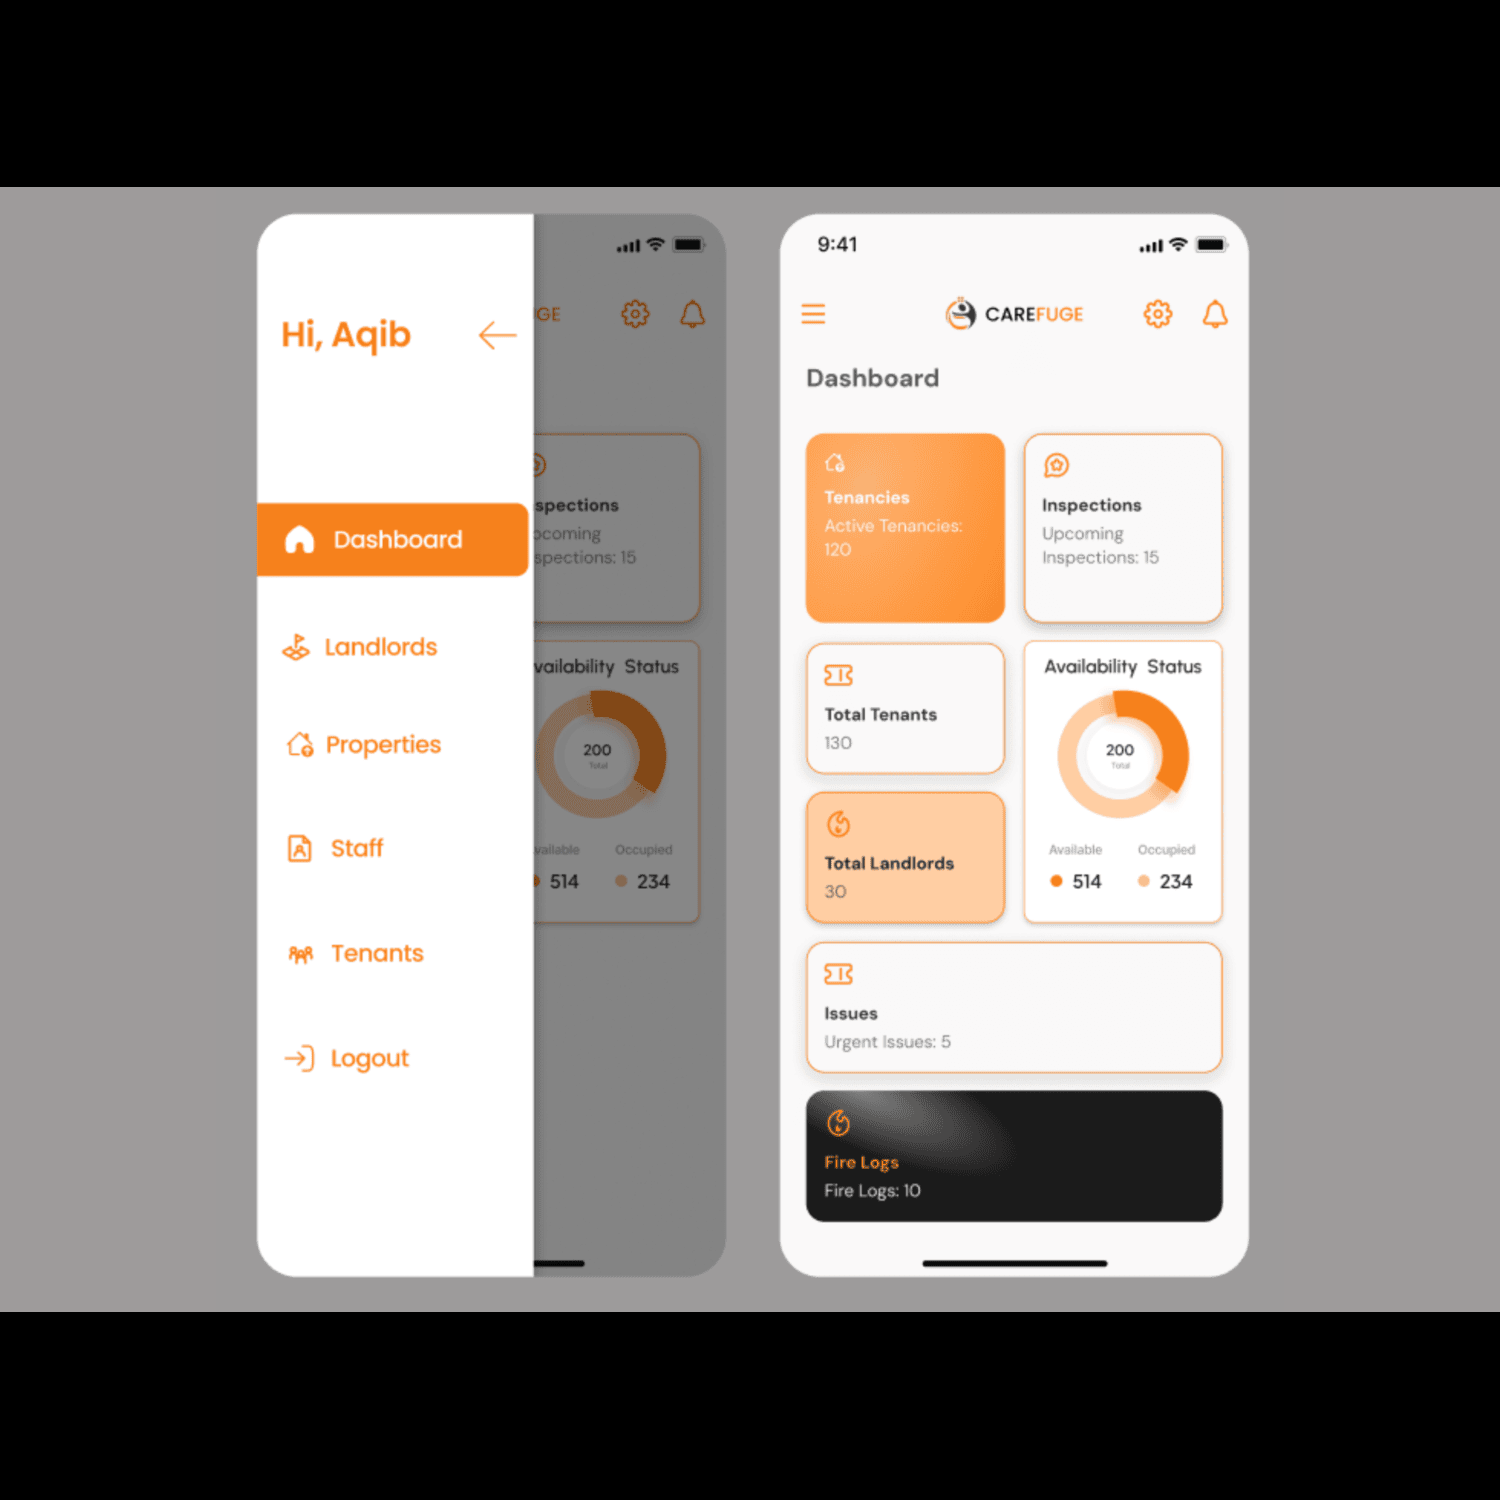 Hi, Aqib
Dashboard
Landlords
Properties
Staff
Tenants
Logout
GE
spections
pcoming
spections: 15
vailability Status
200
Total
vailable
Occupied
514
234
9:41
CAREFUGE
Dashboard
Tenancies
Active Tenancies:
120
Inspections
Upcoming
Inspections: 15
Total Tenants
130
Availability Status
200
Total
Available
Occupied
514
234
Total Landlords
30
Issues
Urgent Issues: 5
Fire Logs
Fire Logs: 10